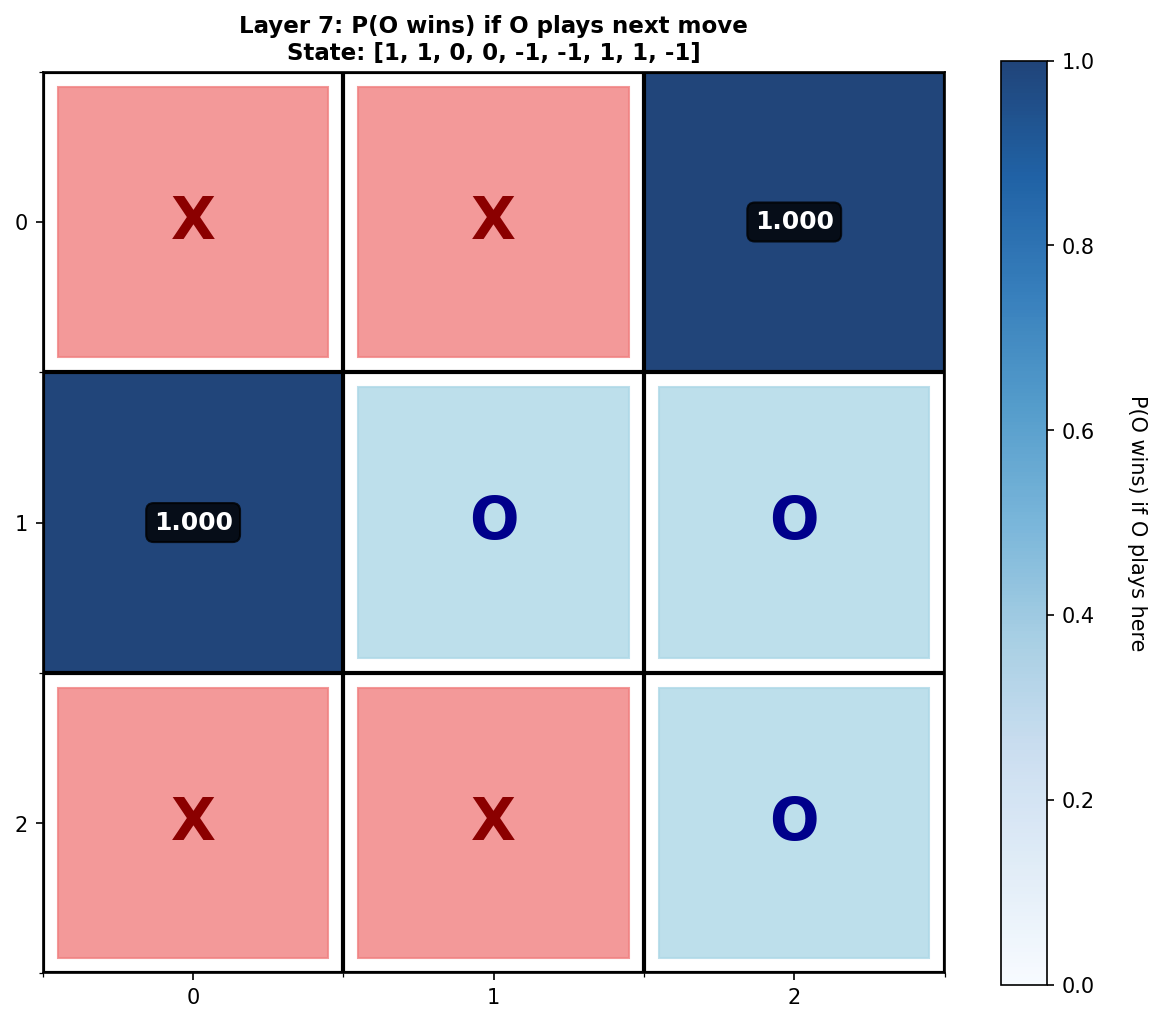 Layer 7: P(O wins) if O plays next move
State: [1, 1, 0, 0, -1, -1, 1, 1, -1]
X
X
1.000
1.000
O
O
X
X
O
0
1
2
0
1
2
1.0
0.8
0.6
0.4
0.2
0.0
P(O wins) if O plays here